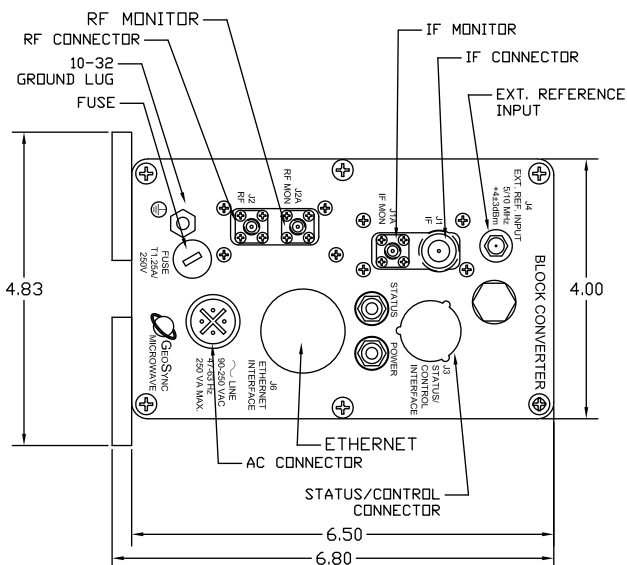 RF MONITOR
RF CONNECTOR
10-32
GROUND LUG
FUSE
IF MONITOR
IF CONNECTOR
EXT. REFERENCE
INPUT
4.83
4.00
J2
RF
J2A
RF MON
J1A
IF MON
J1
IF
J4
EXT. REF INPUT
5/10 MHz
+4±3dBm
FUSE
T1.25A/
250V
BLOCK CONVERTER
STATUS
POWER
GEOSYNC
MICROWAVE
LINE
90-250 VAC
47-63 Hz
250 VA MAX.
J6
ETHERNET
INTERFACE
J3
STATUS/
CONTROL
INTERFACE
ETHERNET
AC CONNECTOR
STATUS/CONTROL
CONNECTOR
6.50
6.80